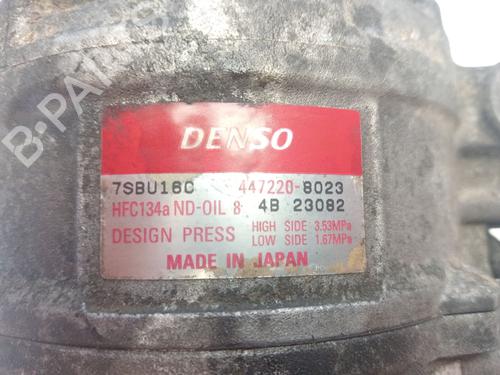 DENSO
7SBU16C 447220-8023
HFC134a ND-OIL 8 4B 23082
DESIGN PRESS HIGH SIDE 3.53MPa
LOW SIDE 1.67MPa
MADE IN JAPAN
B-PARTS